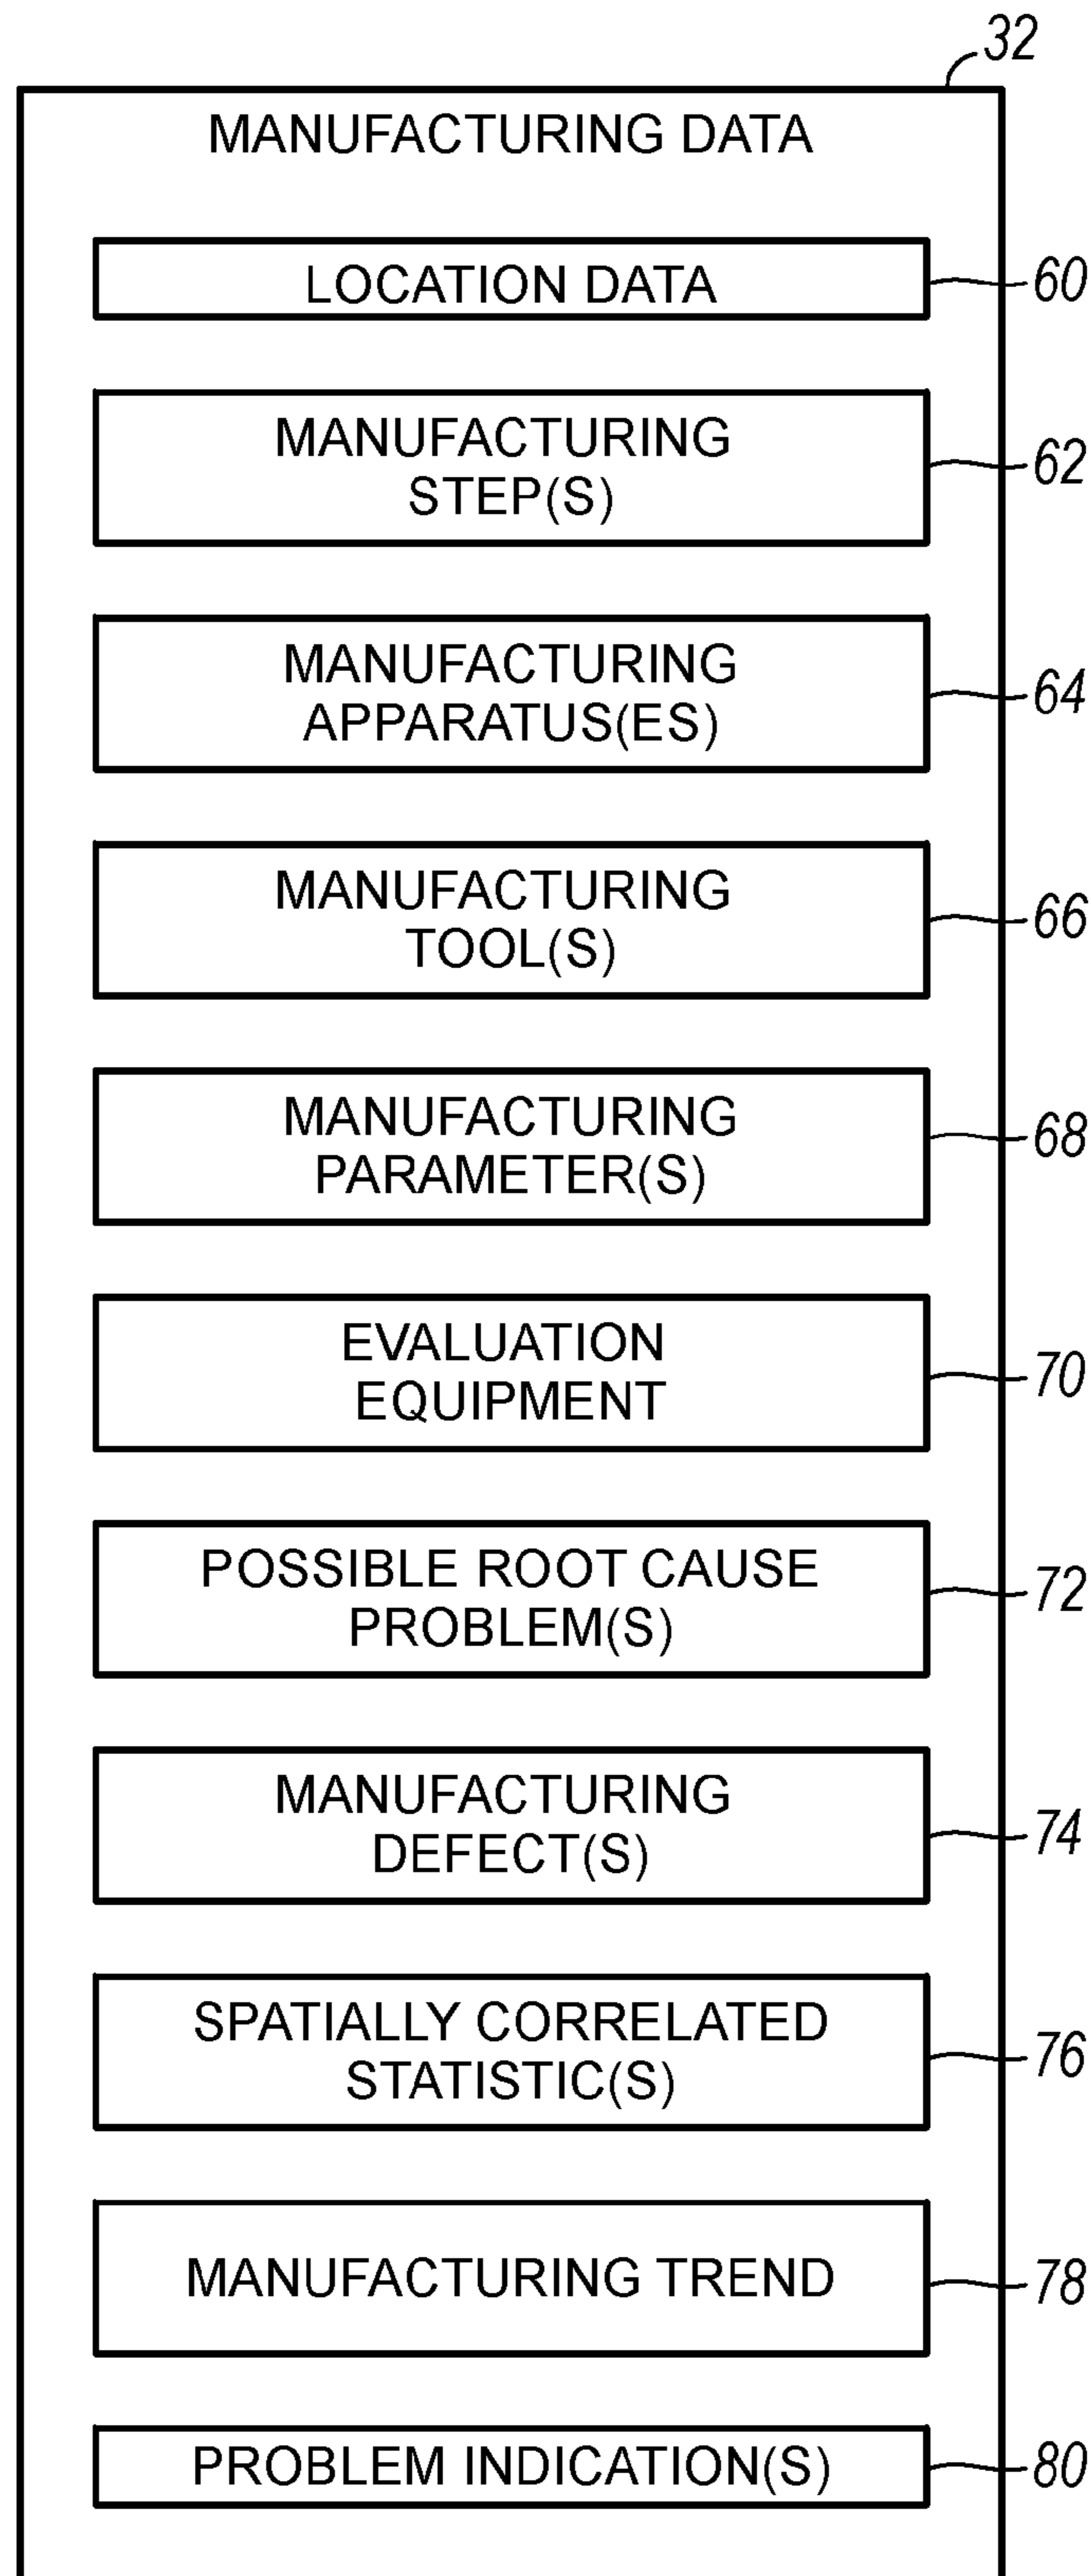 32
MANUFACTURING DATA
LOCATION DATA
60
MANUFACTURING
STEP(S)
62
MANUFACTURING
APPARATUS(ES)
64
MANUFACTURING
TOOL(S)
66
MANUFACTURING
PARAMETER(S)
68
EVALUATION
EQUIPMENT
70
POSSIBLE ROOT CAUSE
PROBLEM(S)
72
MANUFACTURING
DEFECT(S)
74
SPATIALLY CORRELATED
STATISTIC(S)
76
MANUFACTURING TREND
78
PROBLEM INDICATION(S)
80